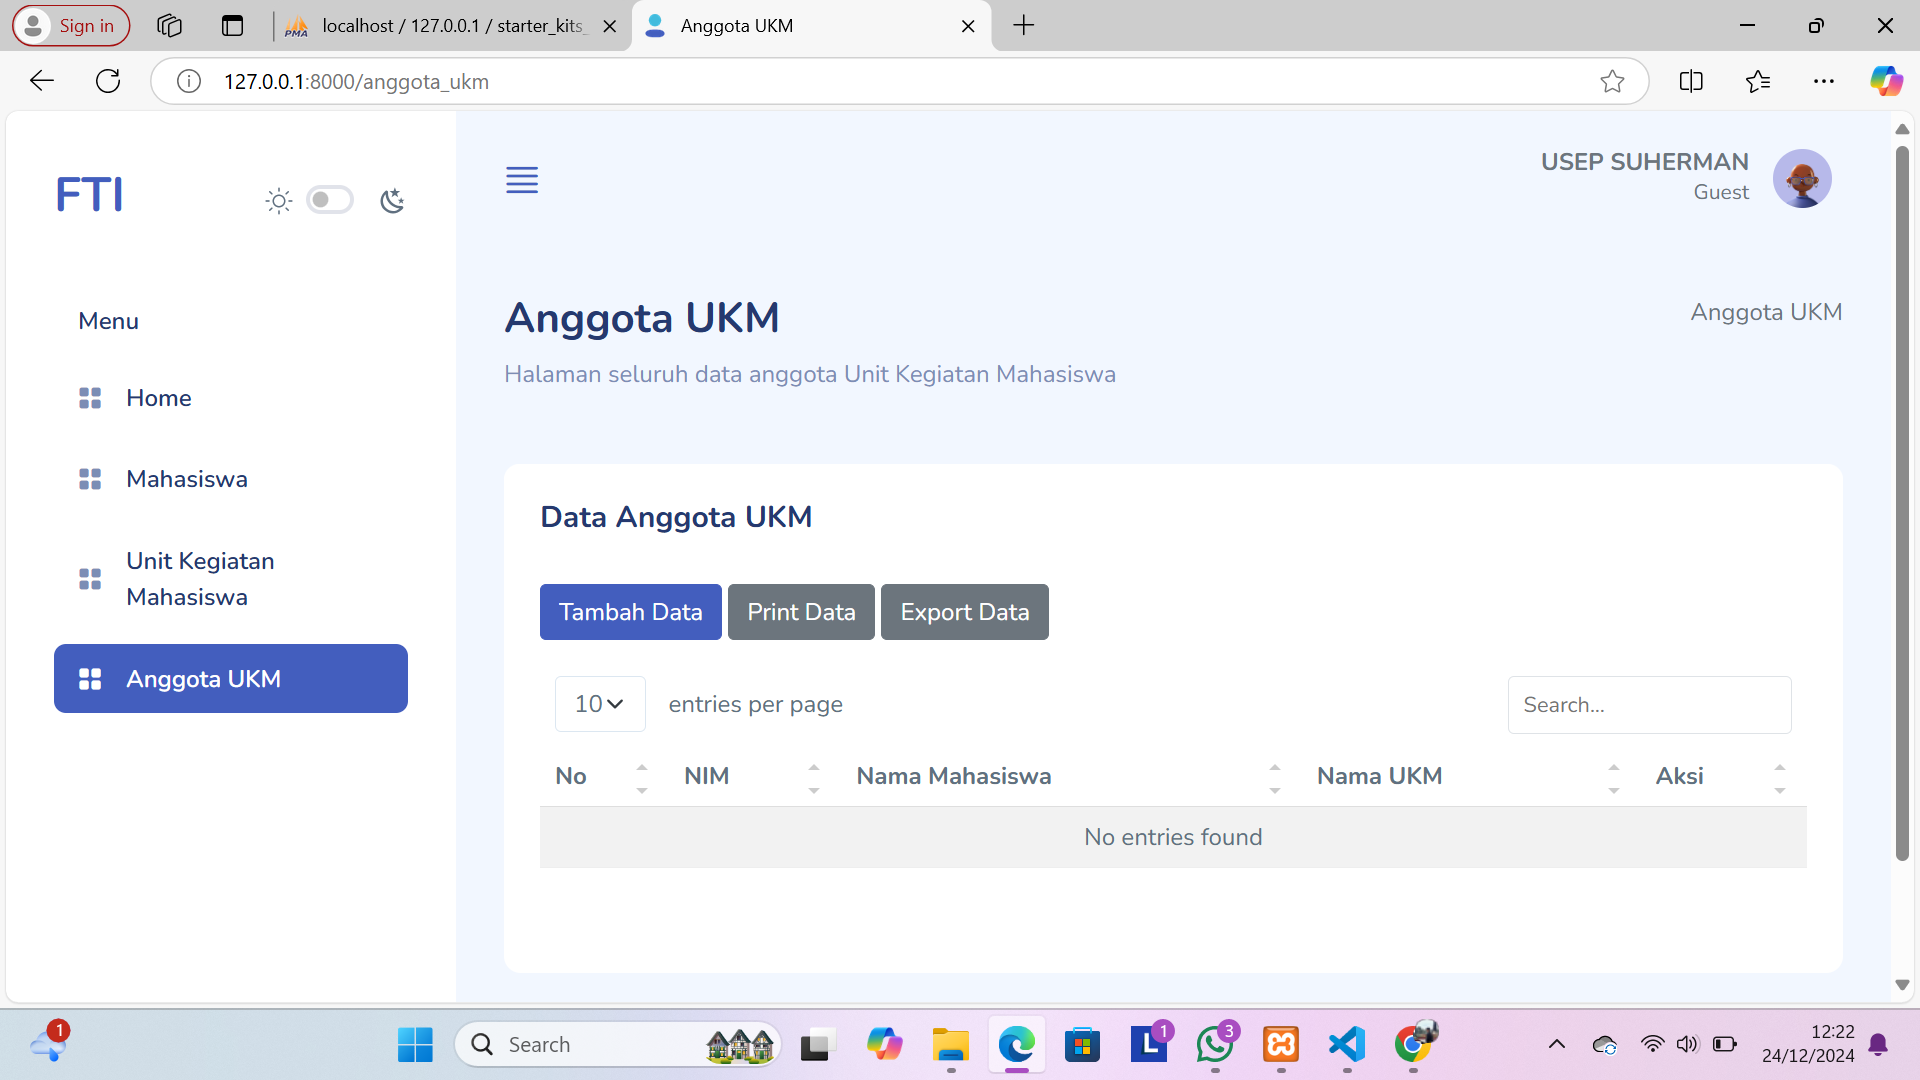 Sign in
localhost / 127.0.0.1 / starter_kits_
Anggota UKM
127.0.0.1:8000/anggota_ukm
FTI
USEP SUHERMAN
Guest
Menu
Home
Mahasiswa
Unit Kegiatan
Mahasiswa
Anggota UKM
Anggota UKM
Anggota UKM
Halaman seluruh data anggota Unit Kegiatan Mahasiswa
Data Anggota UKM
Tambah Data Print Data Export Data
10 entries per page
Search...
No NIM Nama Mahasiswa Nama UKM Aksi
No entries found
1
Search
L 1
3
12:22
24/12/2024